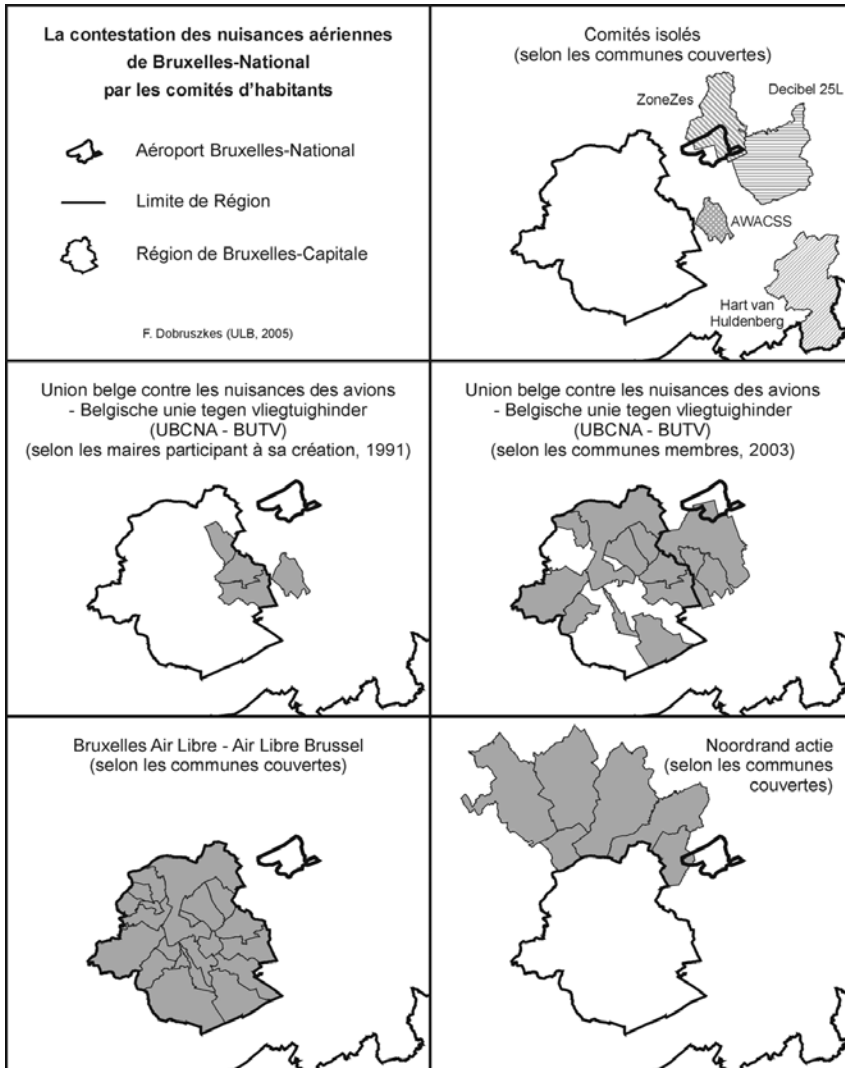 La contestation des nuisances aériennes
de Bruxelles-National
par les comités d'habitants
Aéroport Bruxelles-National
Limite de Région
Région de Bruxelles-Capitale
F. Dobruszkes (ULB, 2005)
Comités isolés
(selon les communes couvertes)
ZoneZes
Decibel 25L
AWACSS
Hart van
Huldenberg
Union belge contre les nuisances des avions
- Belgische unie tegen vliegtuighinder
(UBCNA - BUTV)
(selon les maires participant à sa création, 1991)
Union belge contre les nuisances des avions
- Belgische unie tegen vliegtuighinder
(UBCNA - BUTV)
(selon les communes membres, 2003)
Bruxelles Air Libre - Air Libre Brussel
(selon les communes couvertes)
Noordrand actie
(selon les communes
couvertes)